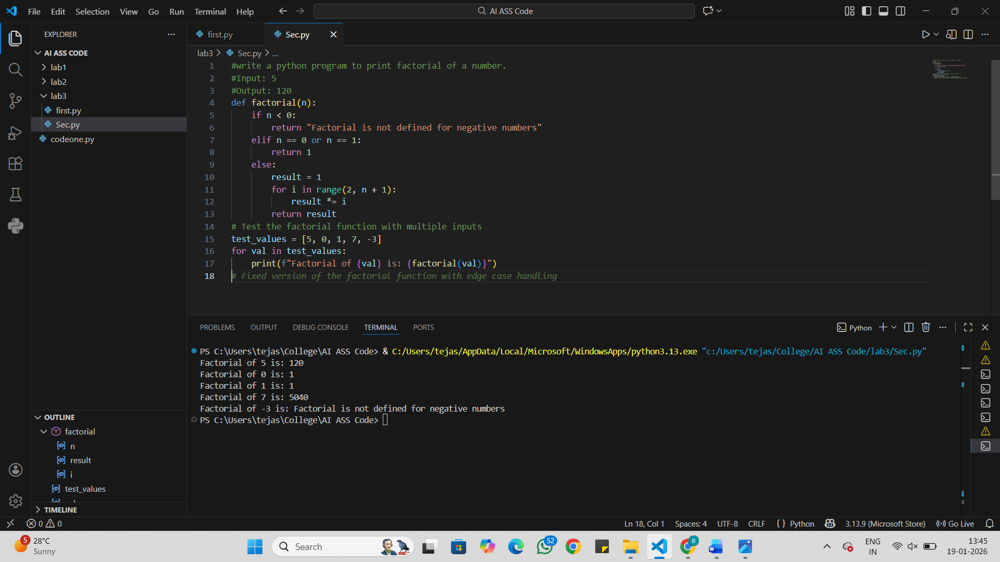 File Edit Selection View Go Run Terminal Help
AI ASS Code
EXPLORER
AI ASS CODE
lab1
lab2
lab3
first.py
Sec.py
codeone.py
OUTLINE
factorial
n
result
i
test_values
TIMELINE
first.py
Sec.py
lab3 > Sec.py > ...
1 #write a python program to print factorial of a number.
2 #Input: 5
3 #Output: 120
4 def factorial(n):
5 if n < 0:
6 return "Factorial is not defined for negative numbers"
7 elif n == 0 or n == 1:
8 return 1
9 else:
10 result = 1
11 for i in range(2, n + 1):
12 result *= i
13 return result
14 # Test the factorial function with multiple inputs
15 test_values = [5, 0, 1, 7, -3]
16 for val in test_values:
17 print(f"Factorial of {val} is: {factorial(val)}")
18 # Fixed version of the factorial function with edge case handling
PROBLEMS OUTPUT DEBUG CONSOLE TERMINAL PORTS
Python
PS C:\Users\tejas\College\AI ASS Code> & C:/Users/tejas/AppData/Local/Microsoft/WindowsApps/python3.13.exe "c:/Users/tejas/College/AI ASS Code/lab3/Sec.py"
Factorial of 5 is: 120
Factorial of 0 is: 1
Factorial of 1 is: 1
Factorial of 7 is: 5040
Factorial of -3 is: Factorial is not defined for negative numbers
PS C:\Users\tejas\College\AI ASS Code>
0 0
Ln 18, Col 1 Spaces: 4 UTF-8 CRLF {} Python 3.13.9 (Microsoft Store) Go Live
5
28°C
Sunny
Search
52
B
W
ENG
IN
13:45
19-01-2026